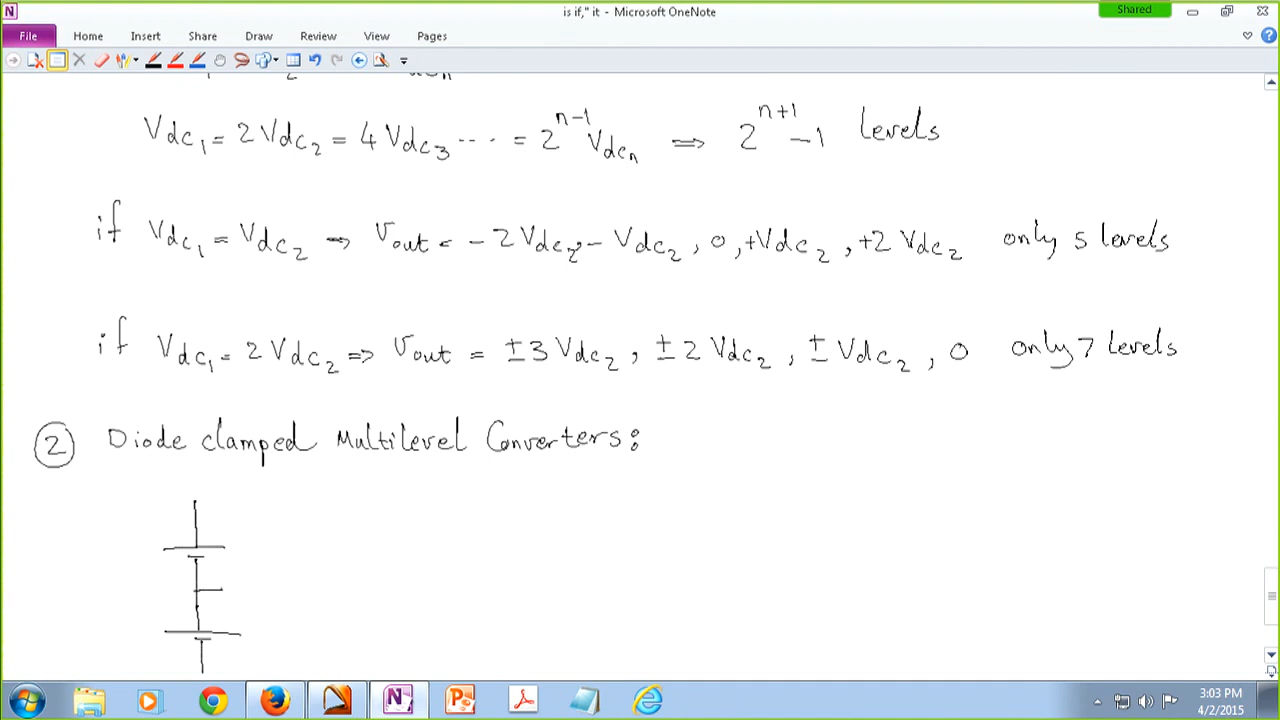 is if," it - Microsoft OneNote
Shared
File Home Insert Share Draw Review View Pages
Vdc₁ = 2Vdc₂ = 4Vdc₃ ---- = 2ⁿ⁻¹ Vdcₙ ⇒ 2ⁿ⁺¹ - 1 levels
if Vdc₁ = Vdc₂ ⇒ Vout = -2Vdc₂, - Vdc₂, 0, +Vdc₂, +2Vdc₂ only 5 levels
if Vdc₁ = 2Vdc₂ ⇒ Vout = ±3Vdc₂, ±2Vdc₂, ±Vdc₂, 0 only 7 levels
② Diode clamped Multilevel Converters:
3:03 PM
4/2/2015